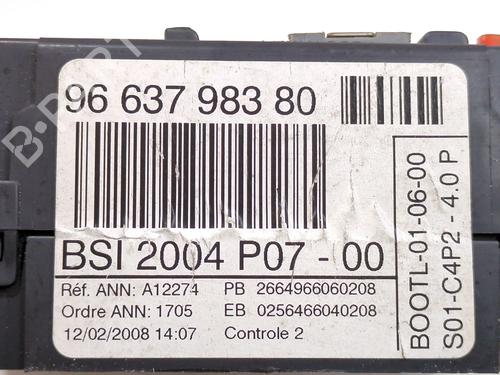 96 637 983 80
BSI 2004 P07 - 00
Réf. ANN: A12274 PB 2664966060208
Ordre ANN: 1705 EB 0256466040208
12/02/2008 14:07 Controle 2
BOOTL-01-06-00
S01-C4P2 - 4.0 P